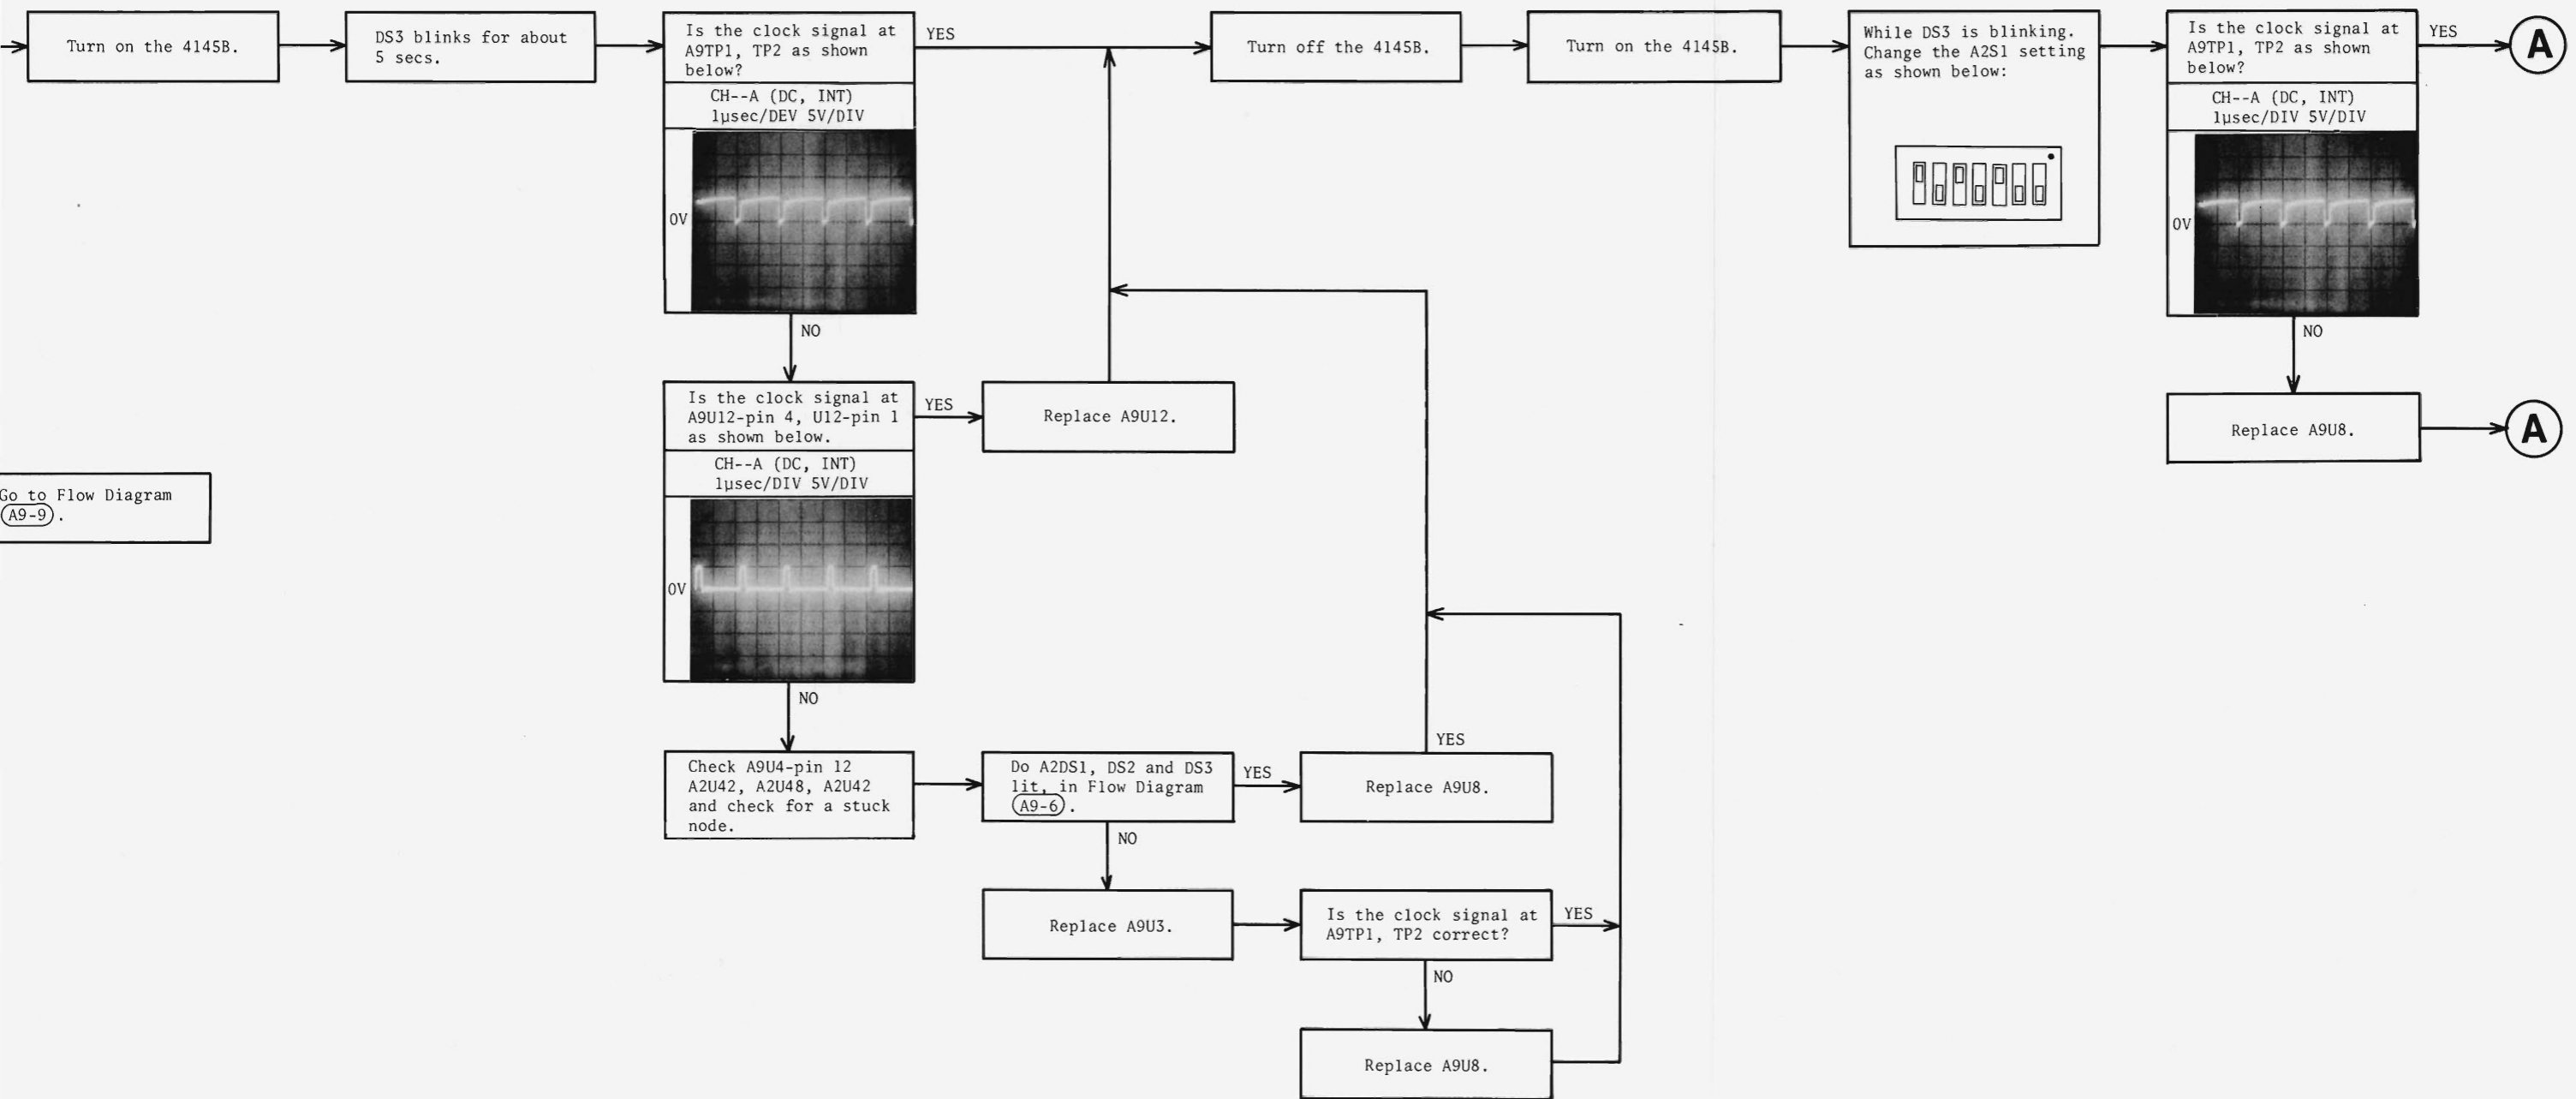 Turn on the 4145B.
DS3 blinks for about
5 secs.
Is the clock signal at
A9TP1, TP2 as shown
below?
CH--A (DC, INT)
1µsec/DEV 5V/DIV
0V
YES
NO
Turn off the 4145B.
Turn on the 4145B.
While DS3 is blinking.
Change the A2S1 setting
as shown below:
Is the clock signal at
A9TP1, TP2 as shown
below?
CH--A (DC, INT)
1µsec/DIV 5V/DIV
0V
YES
A
NO
Replace A9U8.
A
Is the clock signal at
A9U12-pin 4, U12-pin 1
as shown below.
CH--A (DC, INT)
1µsec/DIV 5V/DIV
0V
YES
Replace A9U12.
NO
Go to Flow Diagram
A9-9 .
Check A9U4-pin 12
A2U42, A2U48, A2U42
and check for a stuck
node.
Do A2DS1, DS2 and DS3
lit, in Flow Diagram
A9-6 .
YES
Replace A9U8.
YES
NO
Replace A9U3.
Is the clock signal at
A9TP1, TP2 correct?
YES
NO
Replace A9U8.